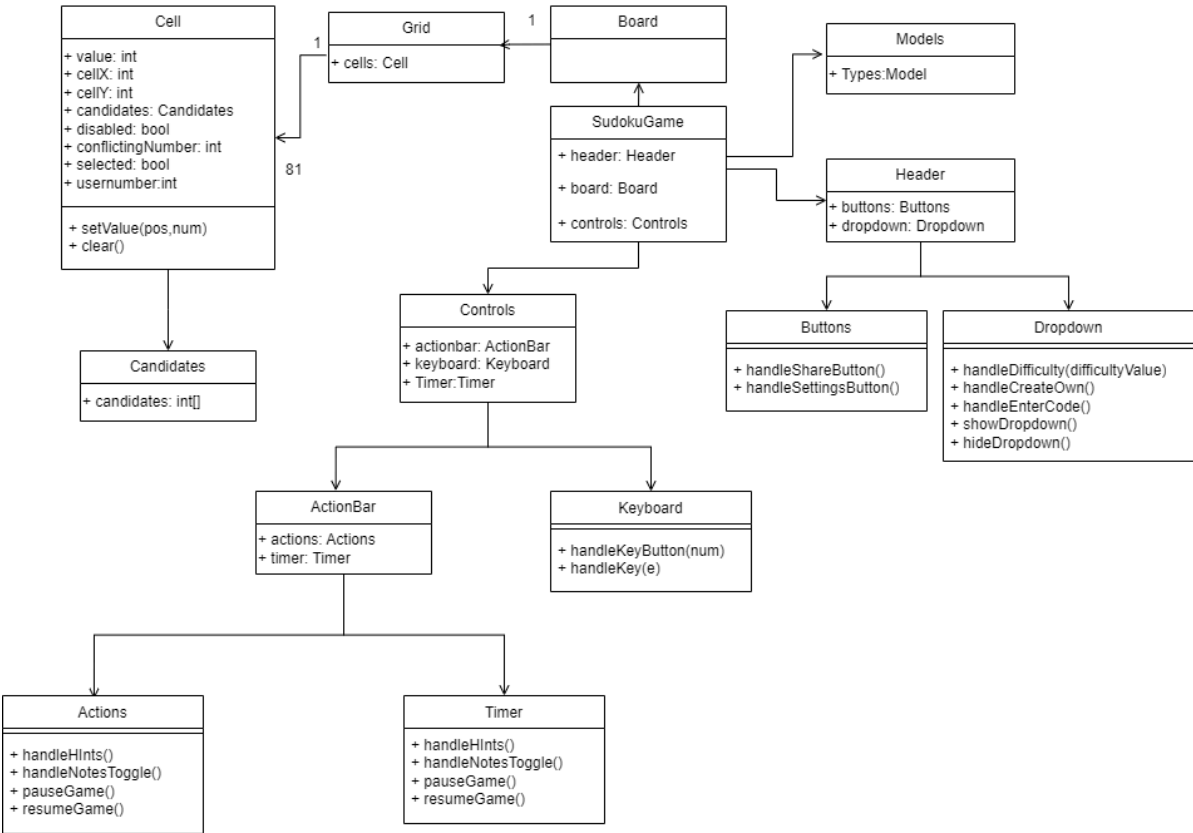 Cell
+ value: int
+ cellX: int
+ cellY: int
+ candidates: Candidates
+ disabled: bool
+ conflictingNumber: int
+ selected: bool
+ usernumber:int
+ setValue(pos,num)
+ clear()
1
81
Grid
+ cells: Cell
1
Board
SudokuGame
+ header: Header
+ board: Board
+ controls: Controls
Models
+ Types:Model
Header
+ buttons: Buttons
+ dropdown: Dropdown
Buttons
+ handleShareButton()
+ handleSettingsButton()
Dropdown
+ handleDifficulty(difficultyValue)
+ handleCreateOwn()
+ handleEnterCode()
+ showDropdown()
+ hideDropdown()
Candidates
+ candidates: int[]
Controls
+ actionbar: ActionBar
+ keyboard: Keyboard
+ Timer:Timer
ActionBar
+ actions: Actions
+ timer: Timer
Keyboard
+ handleKeyButton(num)
+ handleKey(e)
Actions
+ handleHInts()
+ handleNotesToggle()
+ pauseGame()
+ resumeGame()
Timer
+ handleHInts()
+ handleNotesToggle()
+ pauseGame()
+ resumeGame()